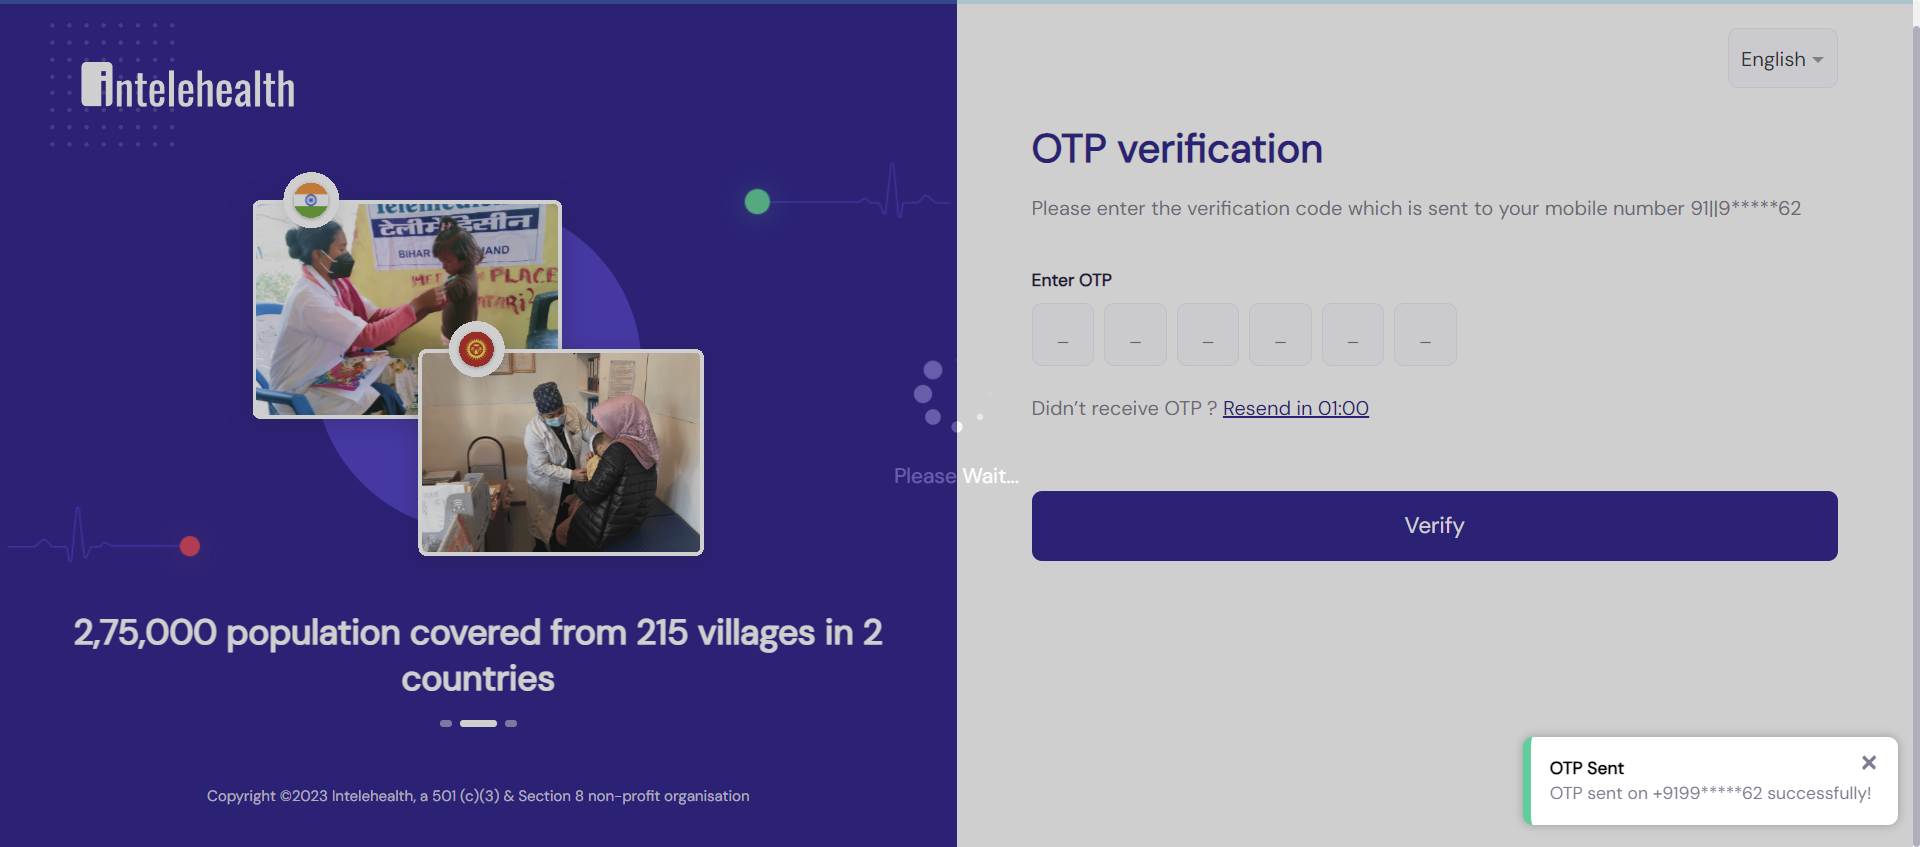 intelehealth
Telemedici
टेलीमेडिसीन
BIHAR
AND
MEE
PLACE
ATARI
2,75,000 population covered from 215 villages in 2
countries
Copyright ©2023 Intelehealth, a 501 (c)(3) & Section 8 non-profit organisation
Please Wait...
English
OTP verification
Please enter the verification code which is sent to your mobile number 91||9*****62
Enter OTP
_ _ _ _ _ _
Didn’t receive OTP ? Resend in 01:00
Verify
OTP Sent
OTP sent on +9199*****62 successfully!